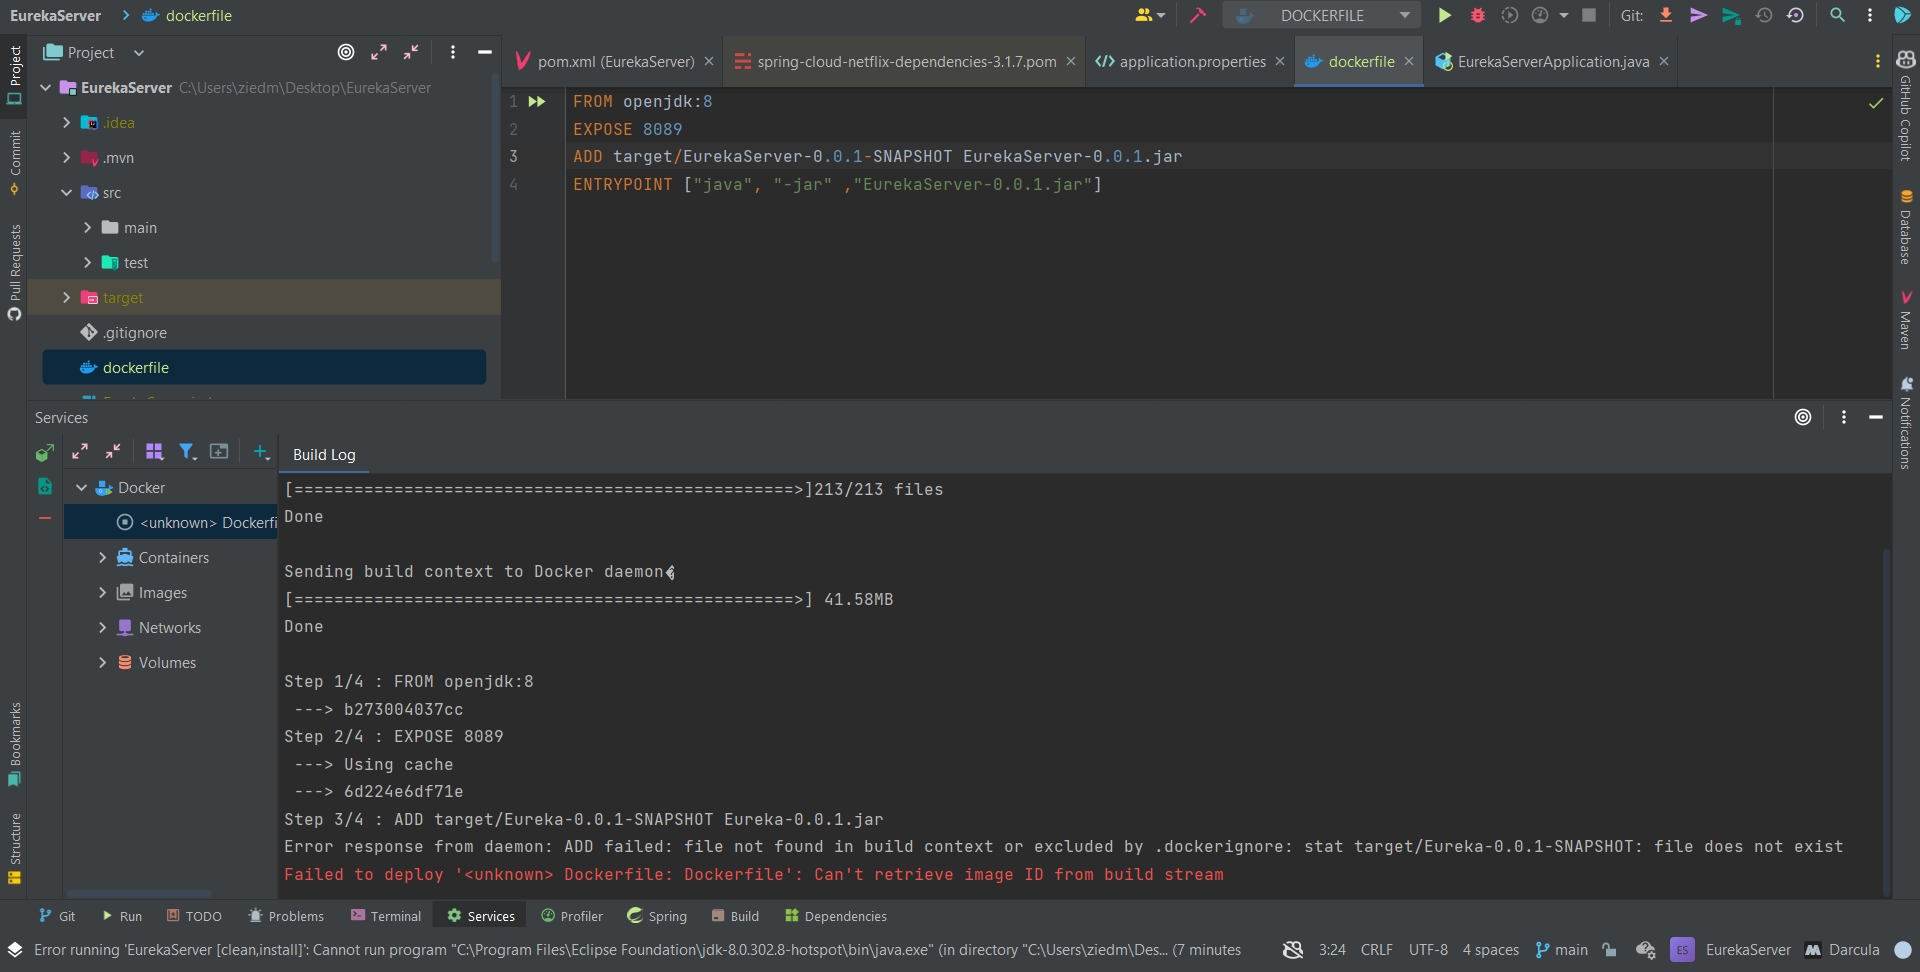 EurekaServer dockerfile
DOCKERFILE Git:
Project
pom.xml (EurekaServer) spring-cloud-netflix-dependencies-3.1.7.pom application.properties dockerfile EurekaServerApplication.java
EurekaServer C:\Users\ziedm\Desktop\EurekaServer
.idea
.mvn
src
main
test
target
.gitignore
dockerfile
1 FROM openjdk:8
2 EXPOSE 8089
3 ADD target/EurekaServer-0.0.1-SNAPSHOT EurekaServer-0.0.1.jar
4 ENTRYPOINT ["java", "-jar" ,"EurekaServer-0.0.1.jar"]
Project
Commit
Pull Requests
Bookmarks
Structure
GitHub Copilot
Database
Maven
Notifications
Services
Build Log
Docker
<unknown> Dockerfi
Containers
Images
Networks
Volumes
[==================================================>]213/213 files
Done
Sending build context to Docker daemon�
[==================================================>] 41.58MB
Done
Step 1/4 : FROM openjdk:8
---> b273004037cc
Step 2/4 : EXPOSE 8089
---> Using cache
---> 6d224e6df71e
Step 3/4 : ADD target/Eureka-0.0.1-SNAPSHOT Eureka-0.0.1.jar
Error response from daemon: ADD failed: file not found in build context or excluded by .dockerignore: stat target/Eureka-0.0.1-SNAPSHOT: file does not exist
Failed to deploy '<unknown> Dockerfile: Dockerfile': Can't retrieve image ID from build stream
Git Run TODO Problems Terminal Services Profiler Spring Build Dependencies
Error running 'EurekaServer [clean,install]': Cannot run program "C:\Program Files\Eclipse Foundation\jdk-8.0.302.8-hotspot\bin\java.exe" (in directory "C:\Users\ziedm\Des... (7 minutes 3:24 CRLF UTF-8 4 spaces main ES EurekaServer Darcula